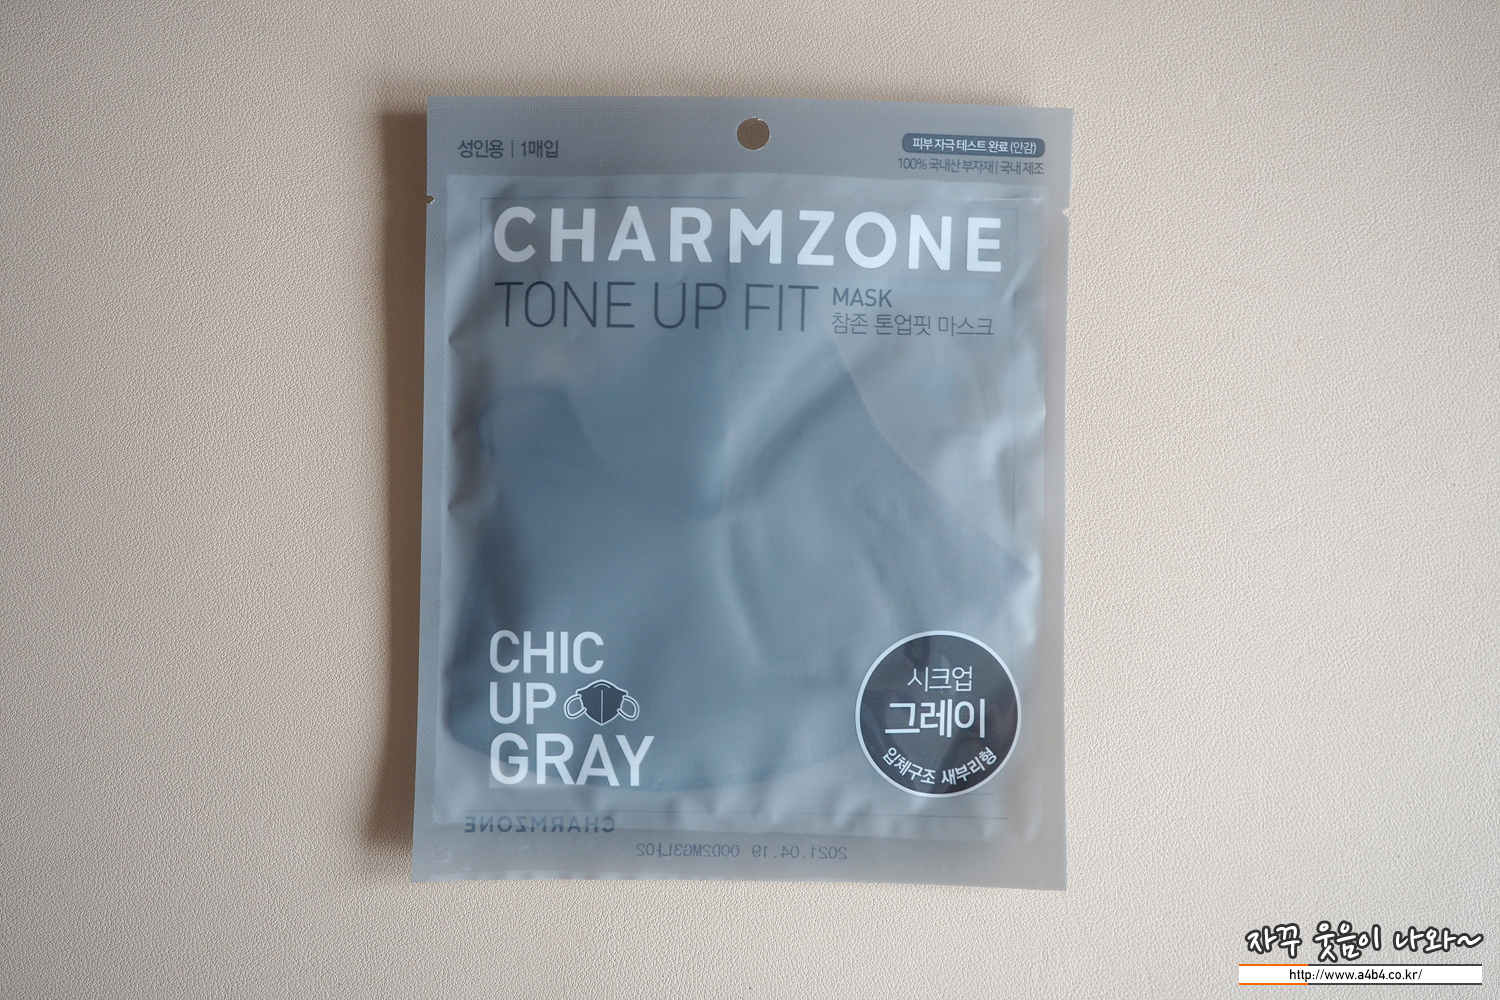 성인용 | 1매입
피부 자극 테스트 완료 (안감)
100% 국내산 부자재 | 국내 제조
CHARMZONE
TONE UP FIT MASK
참존 톤업핏 마스크
CHIC
UP
GRAY
시크업
그레이
입체구조 새부리형
CHARMZONE
2021.04.19
자꾸 웃음이 나와~
http://www.a4b4.co.kr/